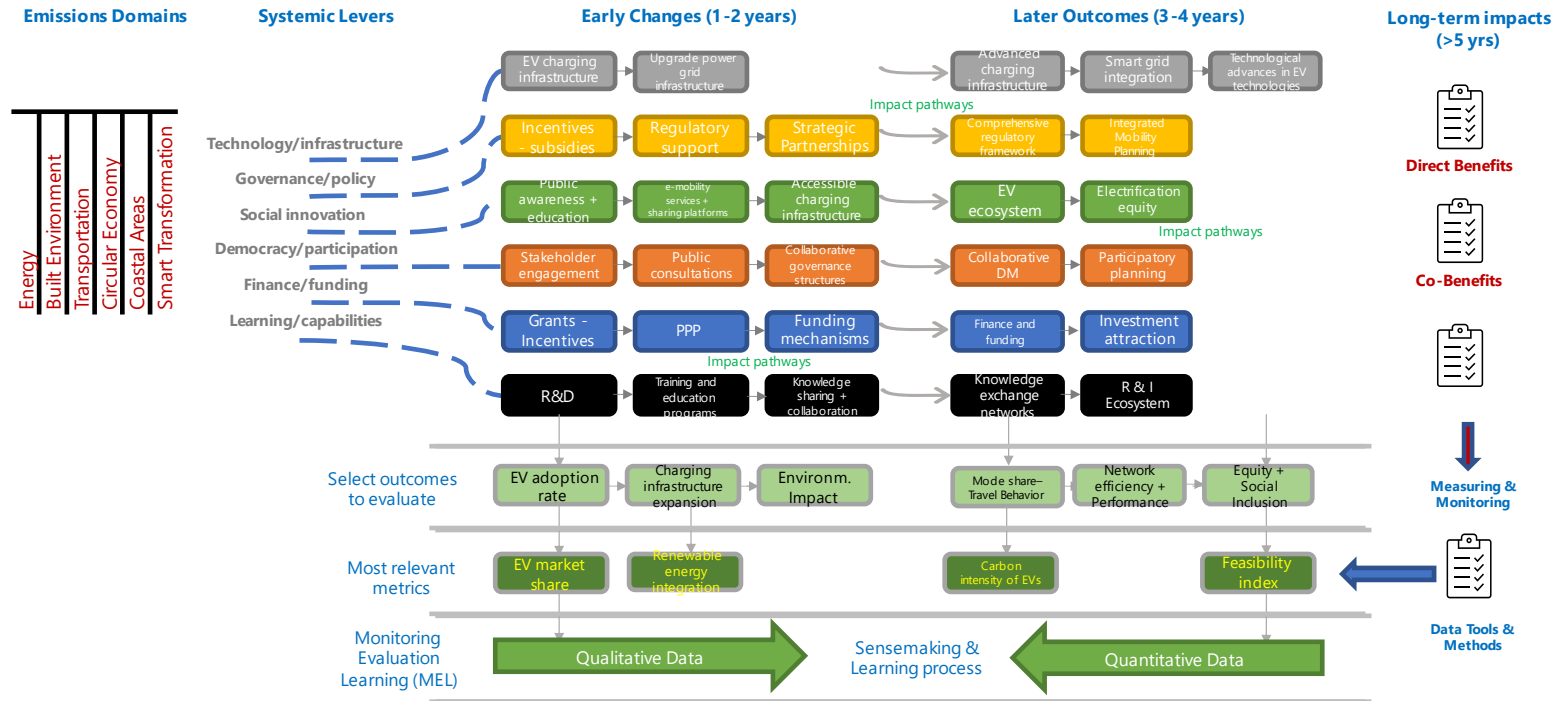 Emissions Domains
Systemic Levers
Early Changes (1-2 years)
Later Outcomes (3-4 years)
Long-term impacts
(>5 yrs)
Energy
Built Environment
Transportation
Circular Economy
Coastal Areas
Smart Transformation
Technology/infrastructure
Governance/policy
Social innovation
Democracy/participation
Finance/funding
Learning/capabilities
EV charging
infrastructure
Upgrade power
grid
infrastructure
Advanced
charging
infrastructure
Smart grid
integration
Technological
advances in EV
technologies
Impact pathways
Incentives
- subsidies
Regulatory
support
Strategic
Partnerships
Comprehensive
regulatory
framework
Integrated
Mobility
Planning
Public
awareness +
education
e-mobility
services +
sharing platforms
Accessible
charging
infrastructure
EV
ecosystem
Electrification
equity
Impact pathways
Stakeholder
engagement
Public
consultations
Collaborative
governance
structures
Collaborative
DM
Participatory
planning
Grants -
Incentives
PPP
Funding
mechanisms
Finance and
funding
Investment
attraction
Impact pathways
R&D
Training and
education
programs
Knowledge
sharing +
collaboration
Knowledge
exchange
networks
R & I
Ecosystem
Direct Benefits
Co-Benefits
Measuring &
Monitoring
Data Tools &
Methods
Select outcomes
to evaluate
EV adoption
rate
Charging
infrastructure
expansion
Environm.
Impact
Mode share–
Travel Behavior
Network
efficiency +
Performance
Equity +
Social
Inclusion
Most relevant
metrics
EV market
share
Renewable
energy
integration
Carbon
intensity of EVs
Feasibility
index
Monitoring
Evaluation
Learning (MEL)
Qualitative Data
Sensemaking &
Learning process
Quantitative Data